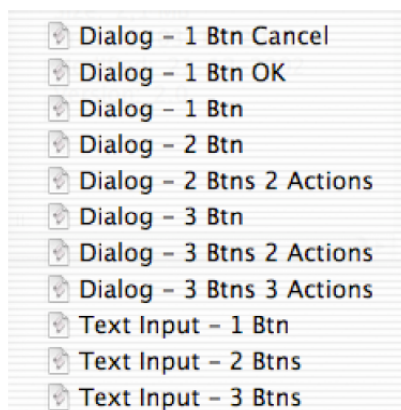 Dialog – 1 Btn Cancel
Dialog – 1 Btn OK
Dialog – 1 Btn
Dialog – 2 Btn
Dialog – 2 Btns 2 Actions
Dialog – 3 Btn
Dialog – 3 Btns 2 Actions
Dialog – 3 Btns 3 Actions
Text Input – 1 Btn
Text Input – 2 Btns
Text Input – 3 Btns